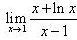 lim x→1 (x + ln x)/(x − 1)